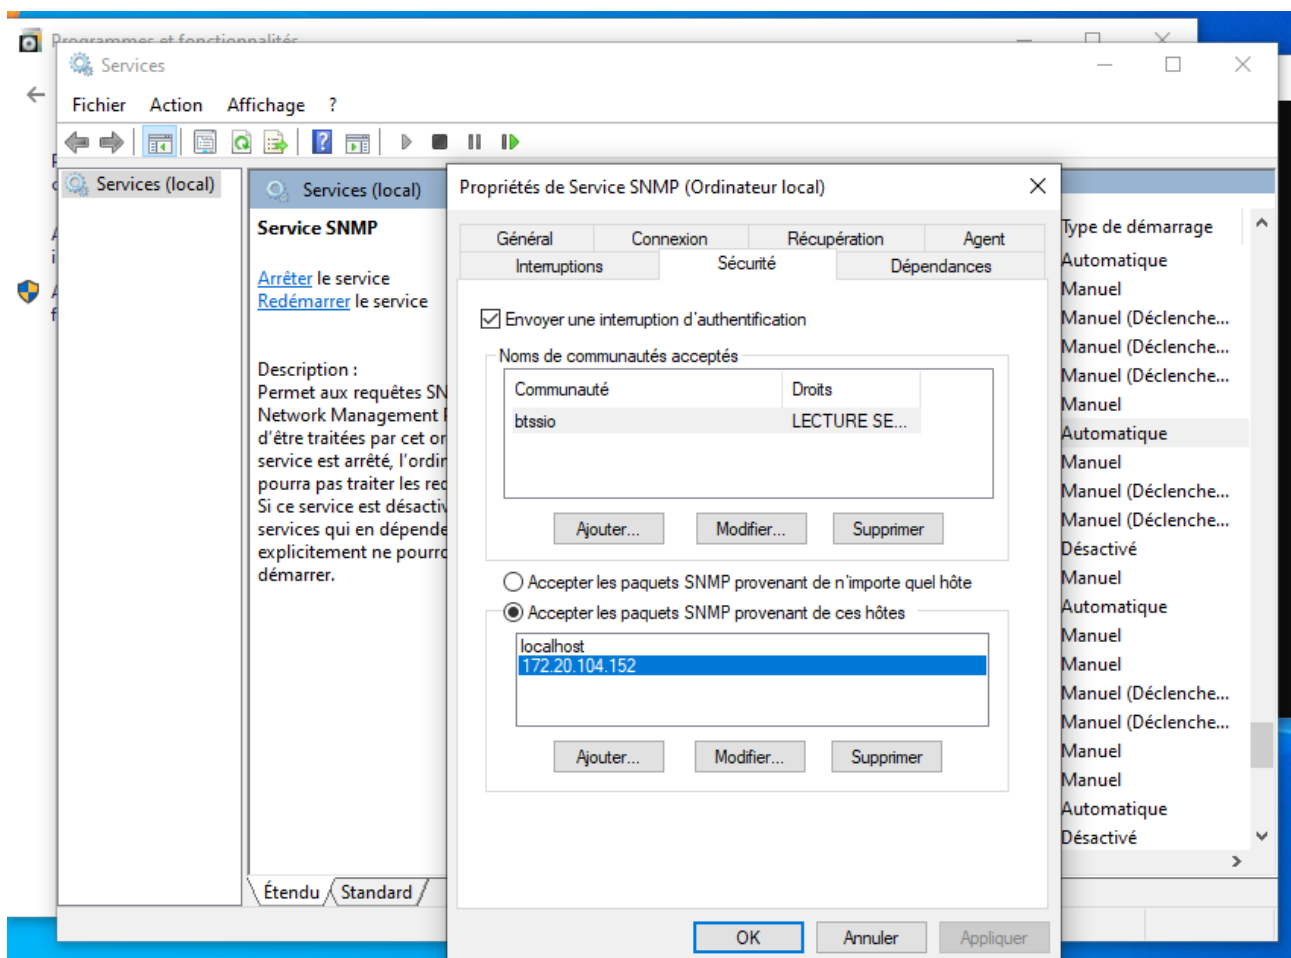 Programmes et fonctionnalités
Services
Fichier Action Affichage ?
Services (local)
Services (local)
Service SNMP
Arrêter le service
Redémarrer le service
Description :
Permet aux requêtes SN
Network Management
d'être traitées par cet or
service est arrêté, l'ordir
pourra pas traiter les rec
Si ce service est désactiv
services qui en dépende
explicitement ne pourro
démarrer.
Étendu Standard
Propriétés de Service SNMP (Ordinateur local)
Général Connexion Récupération Agent
Interruptions Sécurité Dépendances
Envoyer une interruption d'authentification
Noms de communautés acceptés
Communauté Droits
btssio LECTURE SE...
Ajouter... Modifier... Supprimer
Accepter les paquets SNMP provenant de n'importe quel hôte
Accepter les paquets SNMP provenant de ces hôtes
localhost
172.20.104.152
Ajouter... Modifier... Supprimer
OK Annuler Appliquer
Type de démarrage
Automatique
Manuel
Manuel (Déclenche...
Manuel (Déclenche...
Manuel (Déclenche...
Manuel
Automatique
Manuel
Manuel (Déclenche...
Manuel (Déclenche...
Désactivé
Manuel
Automatique
Manuel
Manuel
Manuel (Déclenche...
Manuel (Déclenche...
Manuel
Manuel
Automatique
Désactivé